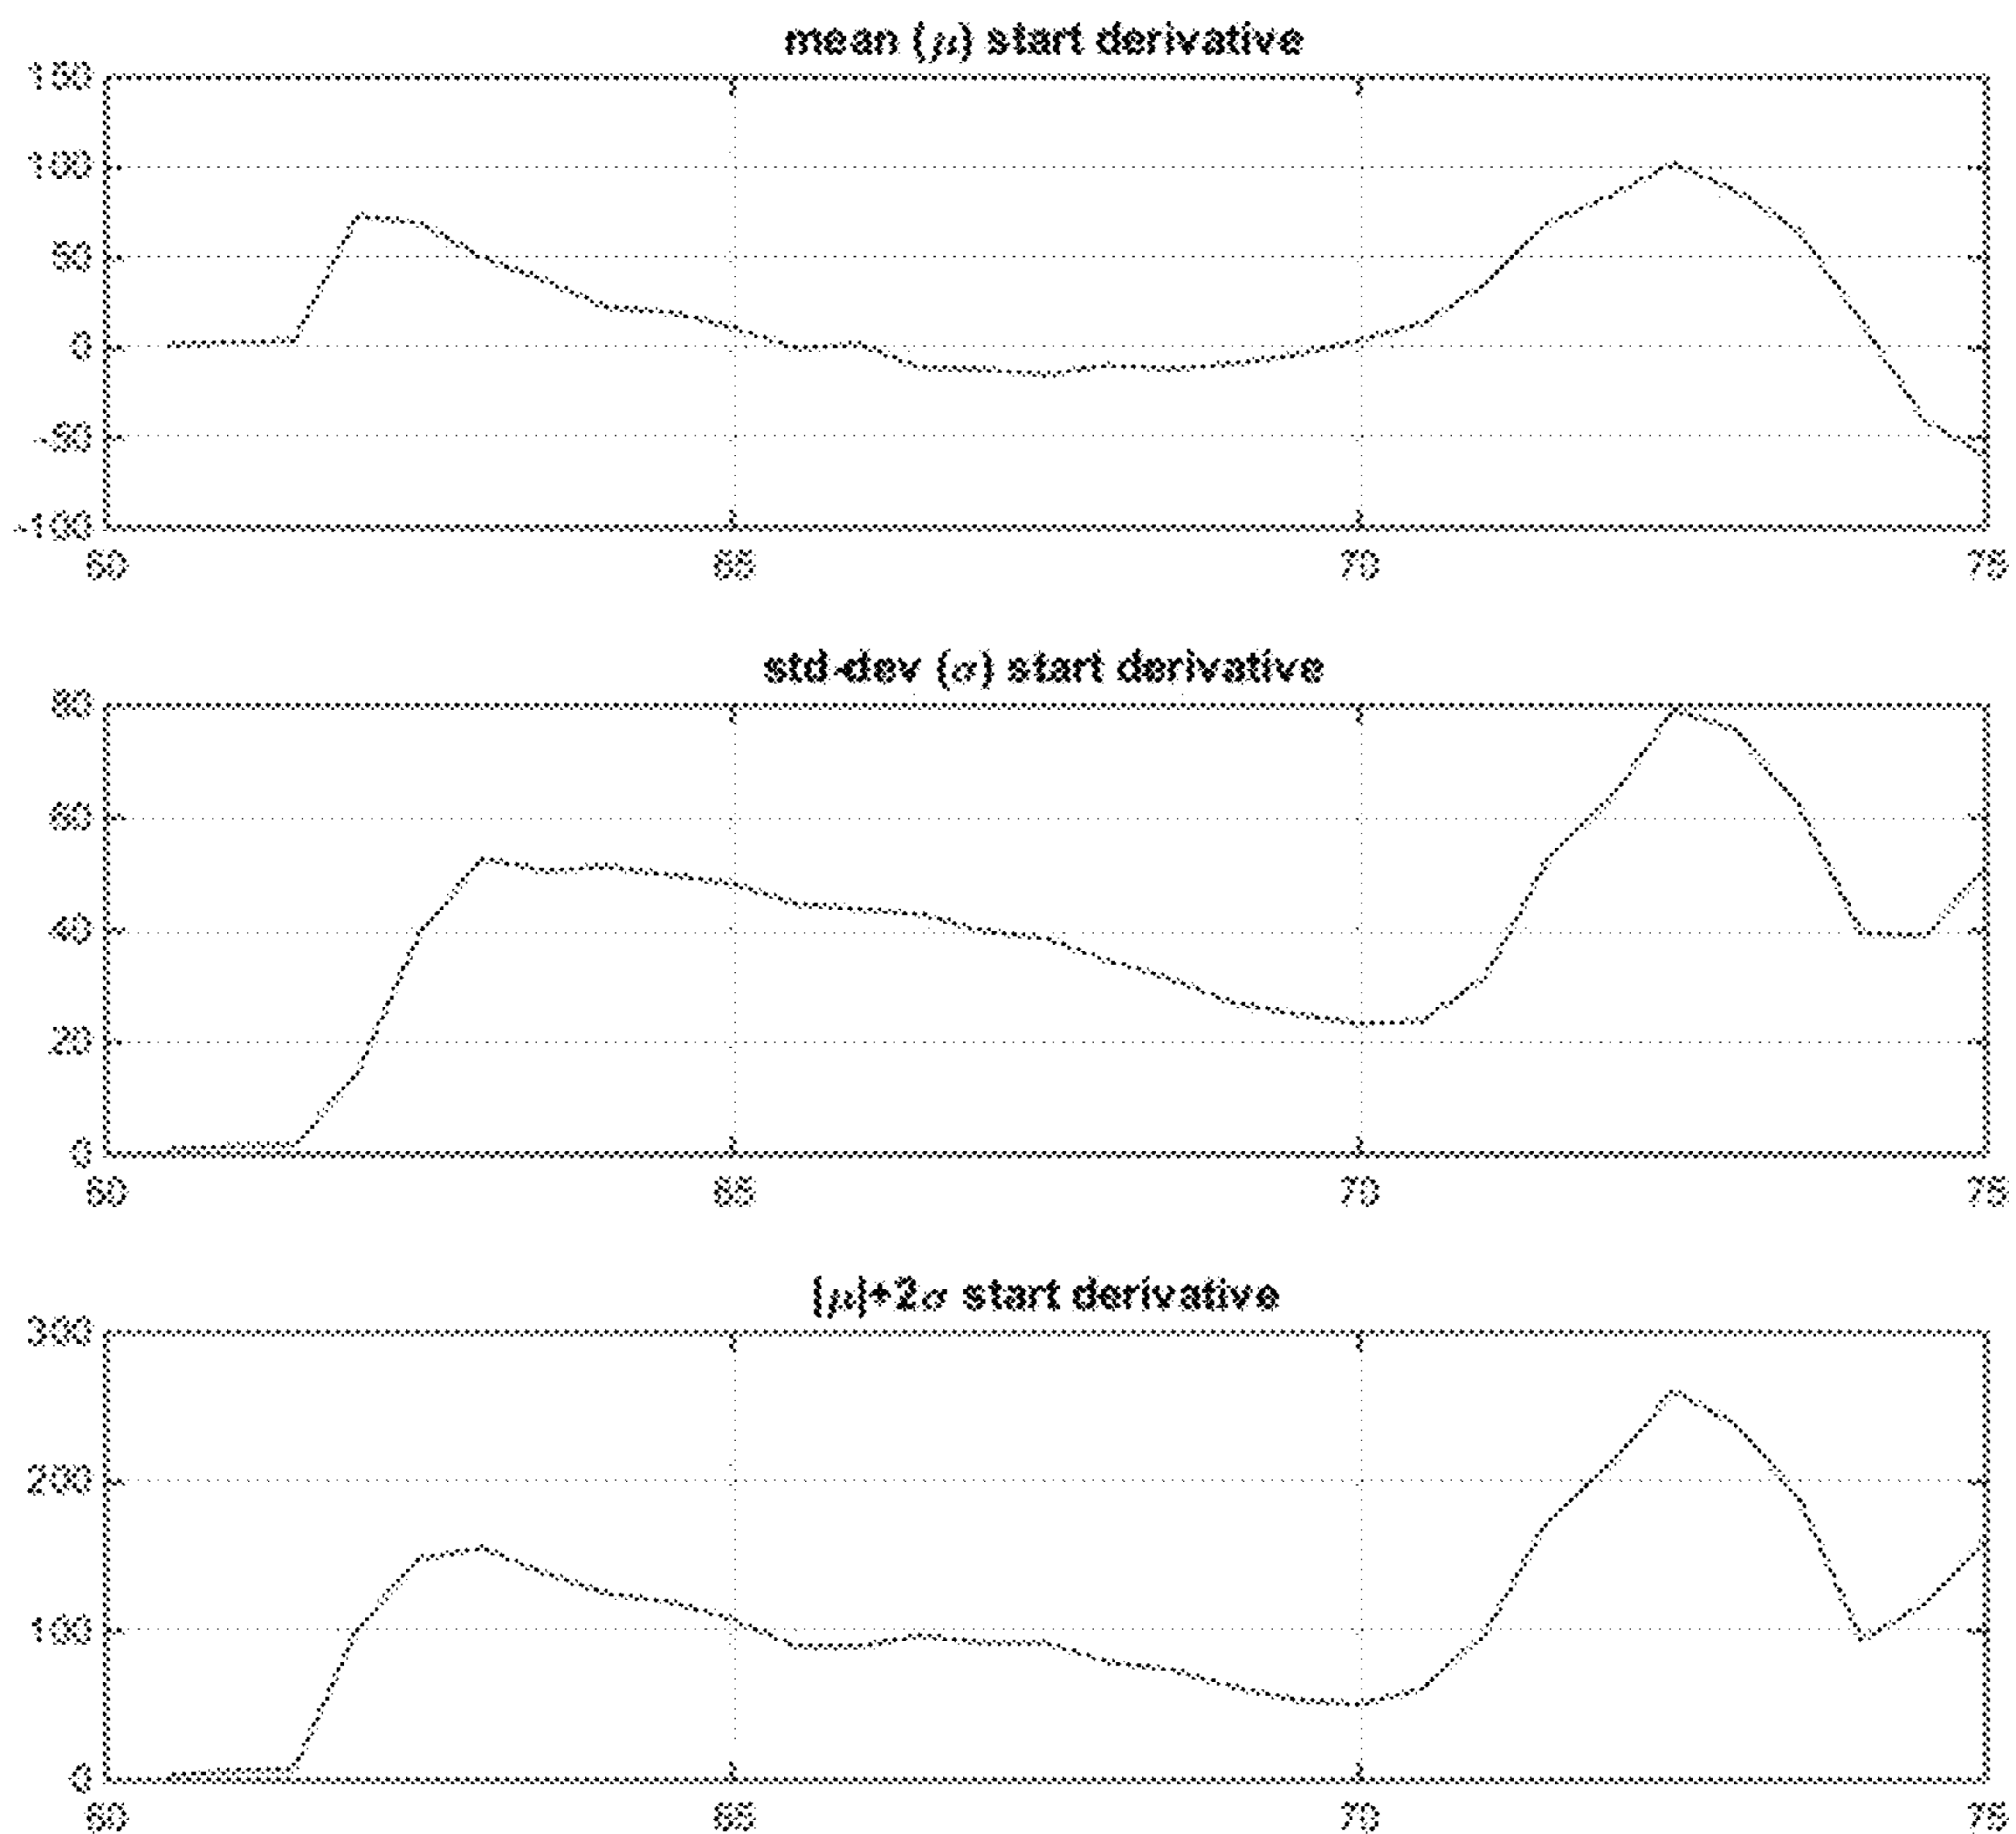 mean (μ) start derivative
150
100
50
0
-50
-100
60 65 70 75
std-dev (σ) start derivative
80
60
40
20
0
60 65 70 75
|μ|+2σ start derivative
300
200
100
0
60 65 70 75